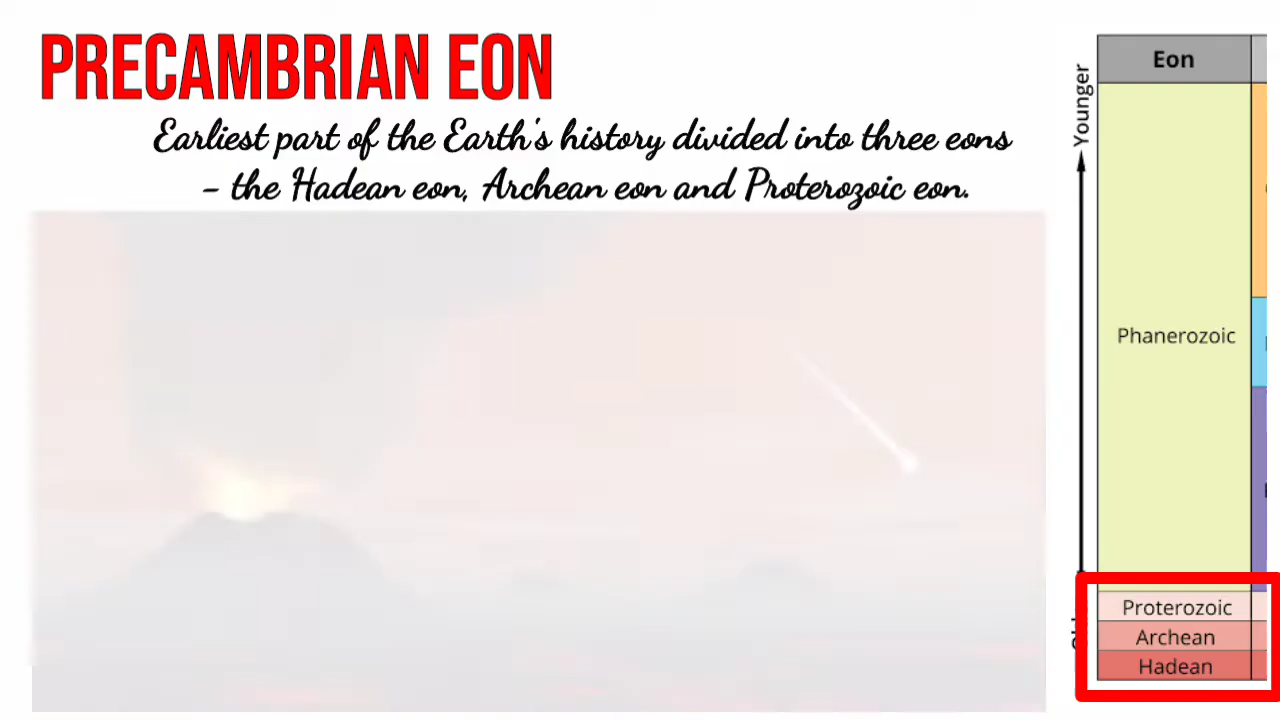 PRECAMBRIAN EON
Earliest part of the Earth's history divided into three eons
- the Hadean eon, Archean eon and Proterozoic eon.
Eon
Younger
Phanerozoic
Proterozoic
Archean
Hadean